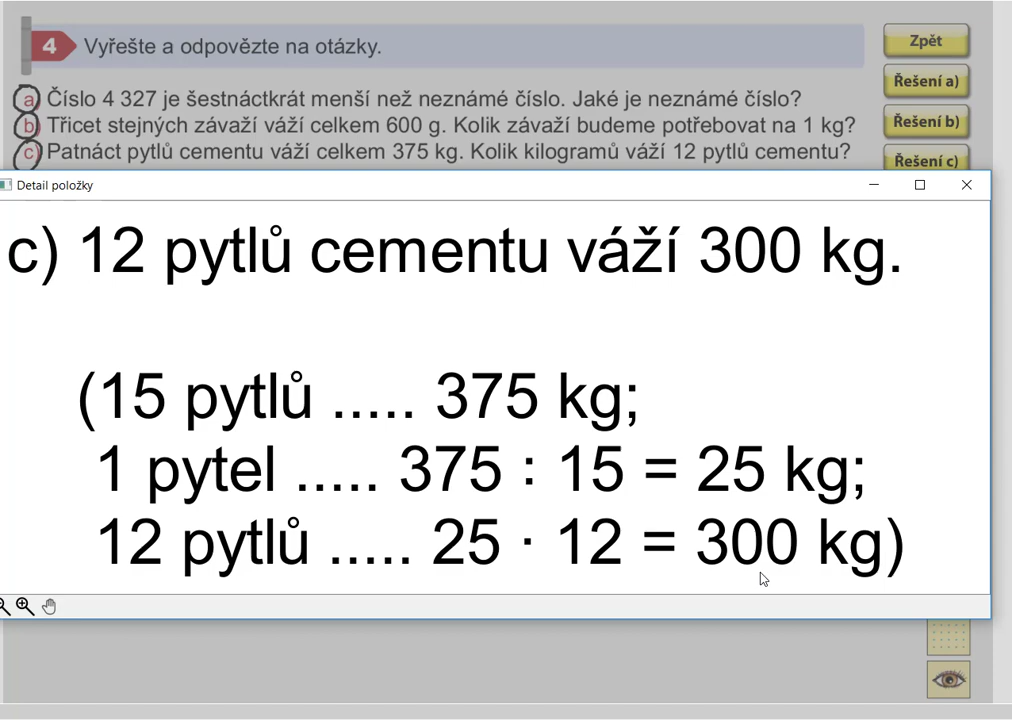 4 Vyřešte a odpovězte na otázky.
a) Číslo 4 327 je šestnáctkrát menší než neznámé číslo. Jaké je neznámé číslo?
b) Třicet stejných závaží váží celkem 600 g. Kolik závaží budeme potřebovat na 1 kg?
c) Patnáct pytlů cementu váží celkem 375 kg. Kolik kilogramů váží 12 pytlů cementu?
Zpět
Řešení a)
Řešení b)
Řešení c)
Detail položky
c) 12 pytlů cementu váží 300 kg.
(15 pytlů ..... 375 kg;
1 pytel ..... 375 : 15 = 25 kg;
12 pytlů ..... 25 · 12 = 300 kg)